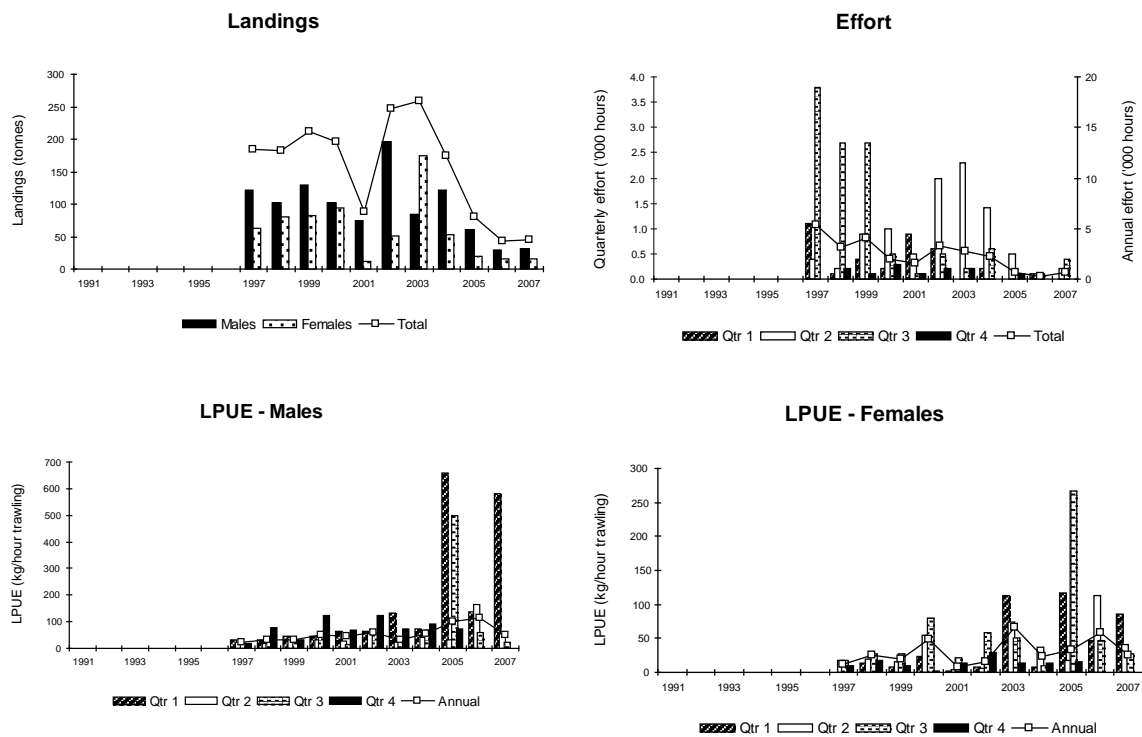 Landings
300
250
200
150
100
50
0
Landings (tonnes)
1991 1993 1995 1997 1999 2001 2003 2005 2007
Males Females Total
Effort
4.0
3.5
3.0
2.5
2.0
1.5
1.0
0.5
0.0
Quarterly effort ('000 hours)
20
15
10
5
0
Annual effort ('000
1991 1993 1995 1997 1999 2001 2003 2005 2007
Qtr 1 Qtr 2 Qtr 3 Qtr 4 Total
LPUE - Males
700
600
500
400
300
200
100
0
LPUE (kg/hour trawling)
1991 1993 1995 1997 1999 2001 2003 2005 2007
Qtr 1 Qtr 2 Qtr 3 Qtr 4 Annual
LPUE - Females
300
250
200
150
100
50
0
LPUE (kg/hour trawling)
1991 1993 1995 1997 1999 2001 2003 2005 2007
Qtr 1 Qtr 2 Qtr 3 Qtr 4 Annual